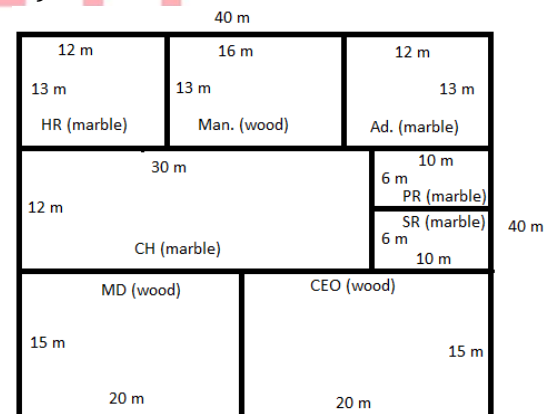 40 m
12 m
16 m
12 m
13 m
13 m
13 m
HR (marble)
Man. (wood)
Ad. (marble)
30 m
10 m
6 m
PR (marble)
12 m
SR (marble)
40 m
6 m
CH (marble)
10 m
MD (wood)
CEO (wood)
15 m
15 m
20 m
20 m